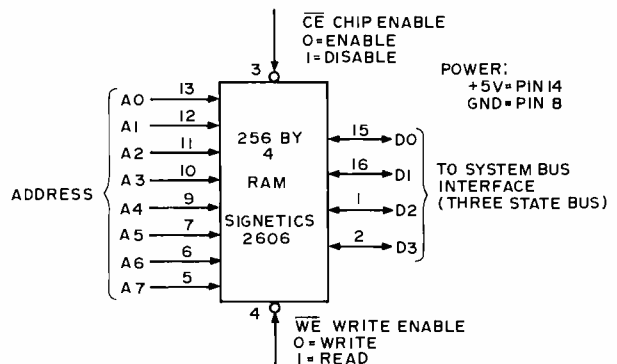 CE CHIP ENABLE
0=ENABLE
1=DISABLE
POWER:
+5V=PIN 14
GND=PIN 8
3
ADDRESS
A0 13
A1 12
A2 11
A3 10
A4 9
A5 7
A6 6
A7 5
256 BY
4
RAM
SIGNETICS
2606
15 D0
16 D1
1 D2
2 D3
TO SYSTEM BUS
INTERFACE
(THREE STATE BUS)
4
WE WRITE ENABLE
0=WRITE
1=READ